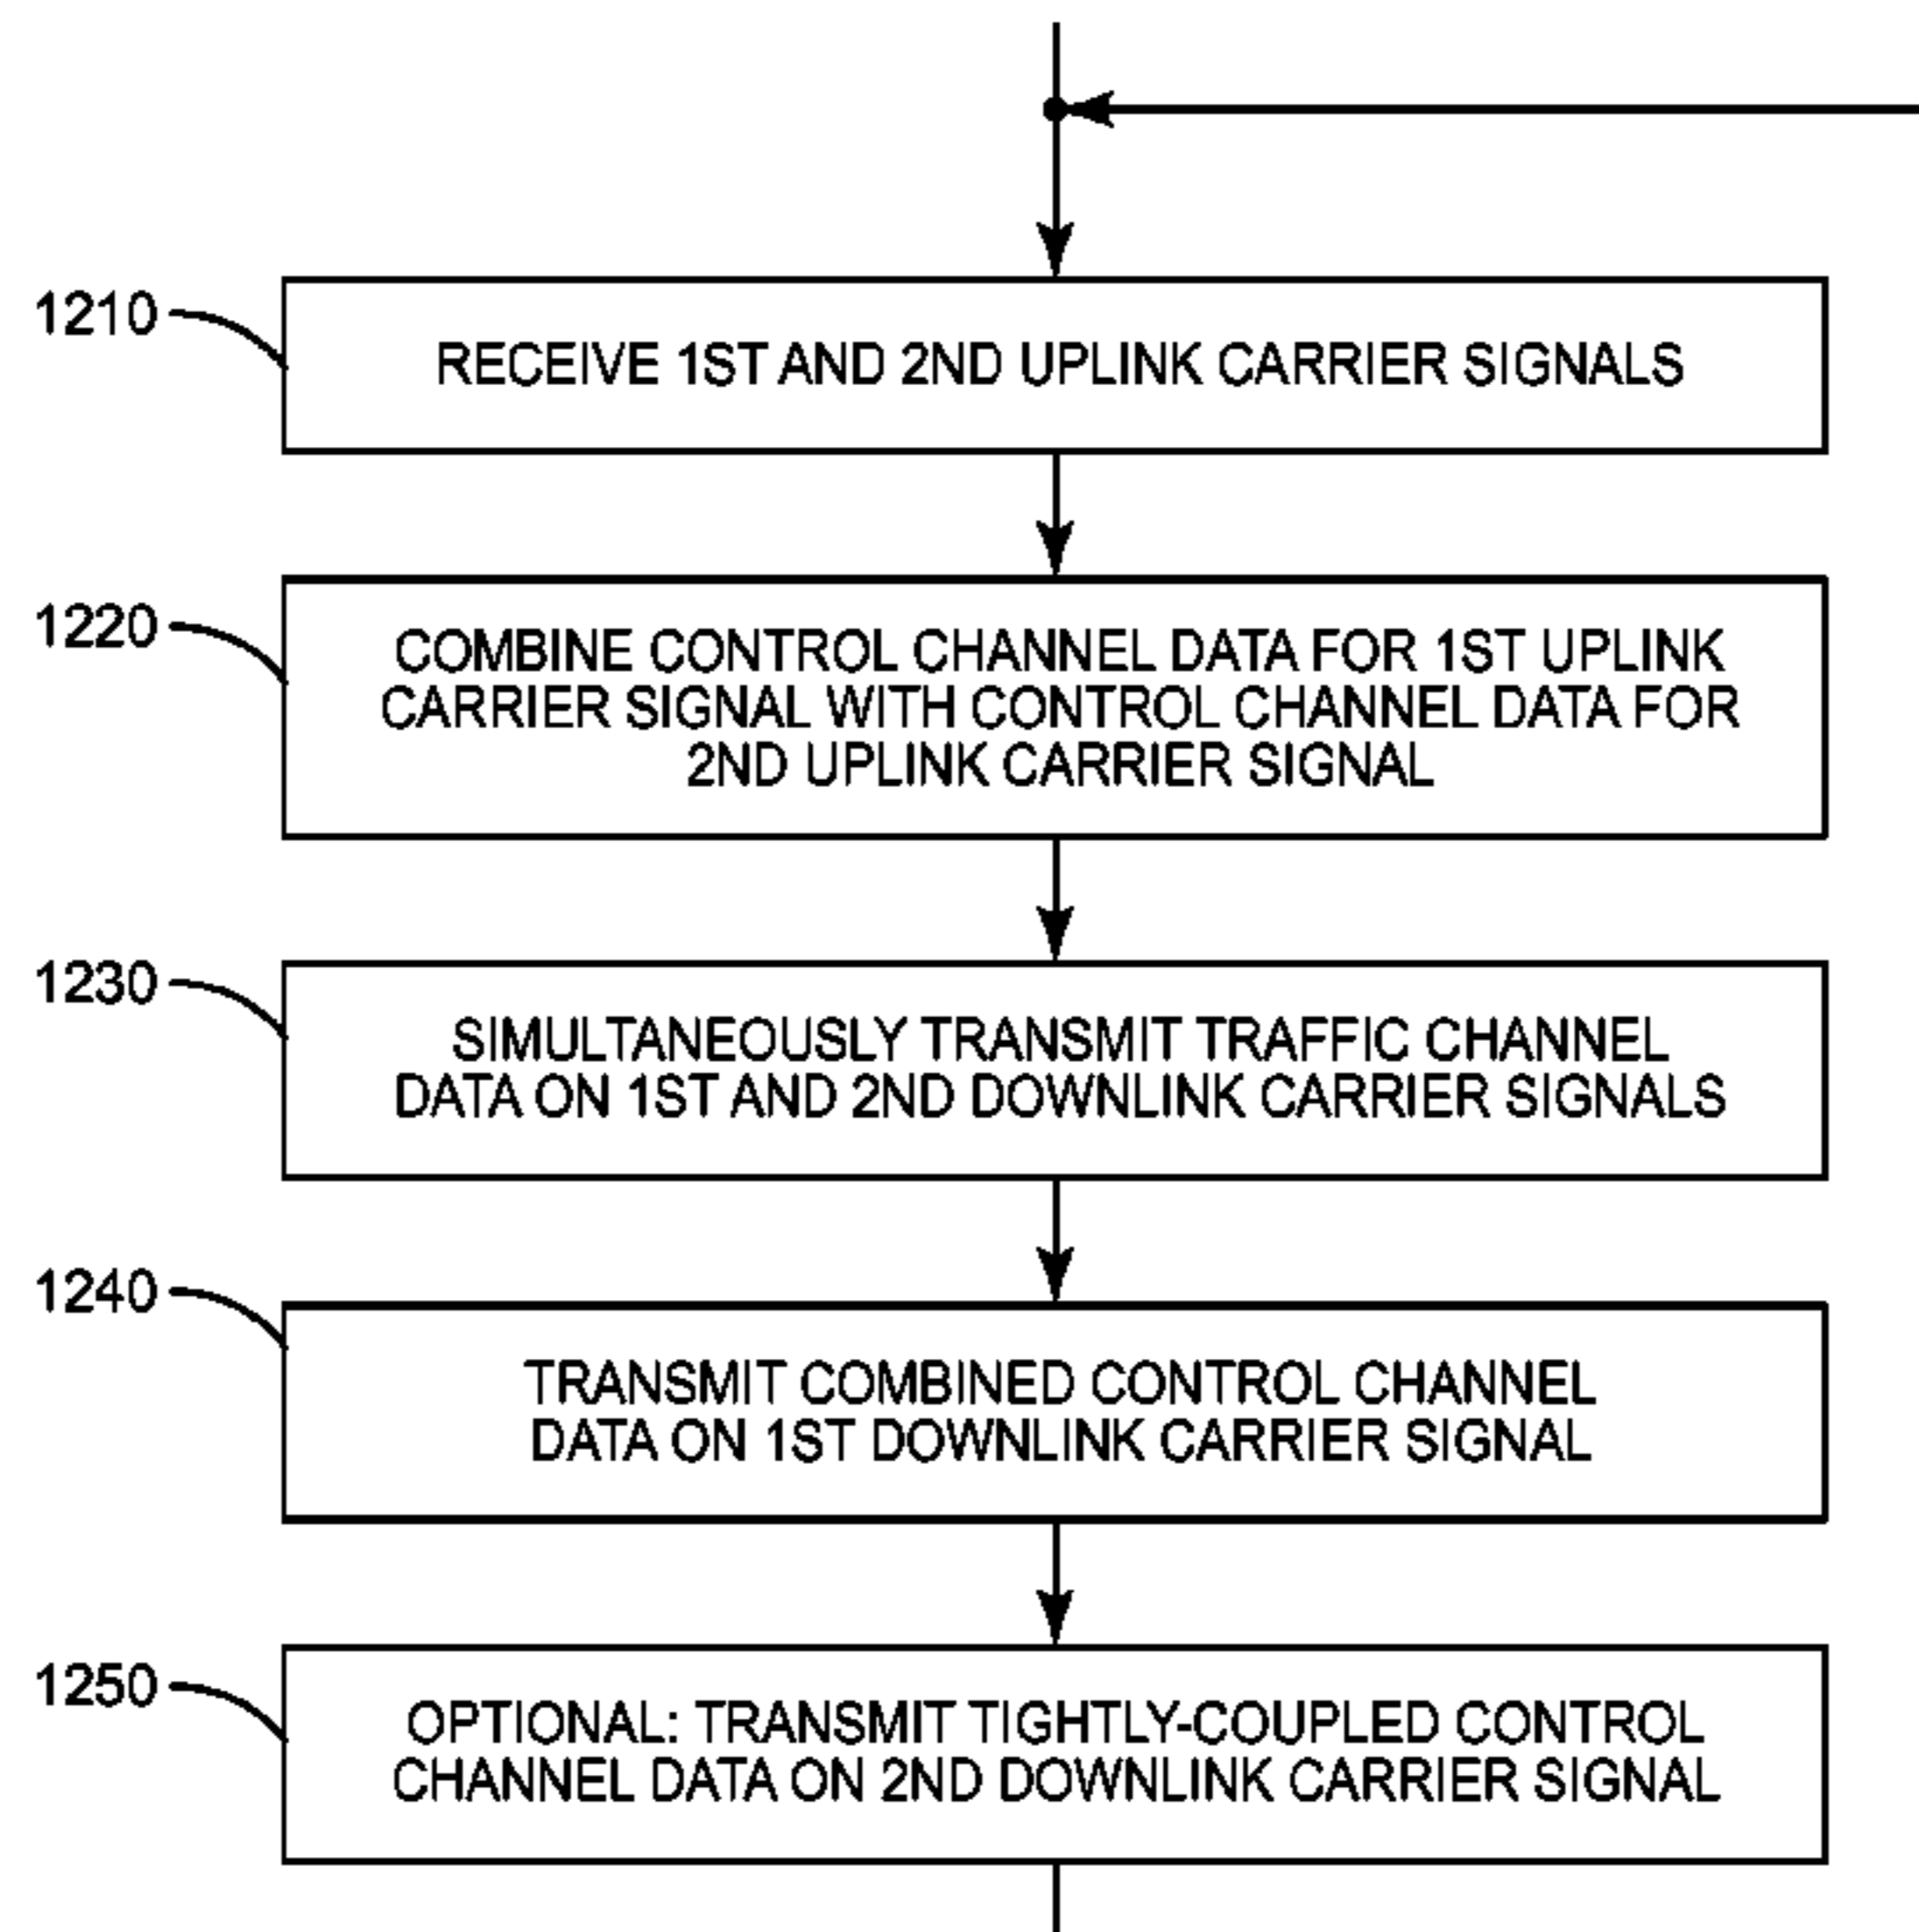 1210
RECEIVE 1ST AND 2ND UPLINK CARRIER SIGNALS
1220
COMBINE CONTROL CHANNEL DATA FOR 1ST UPLINK
CARRIER SIGNAL WITH CONTROL CHANNEL DATA FOR
2ND UPLINK CARRIER SIGNAL
1230
SIMULTANEOUSLY TRANSMIT TRAFFIC CHANNEL
DATA ON 1ST AND 2ND DOWNLINK CARRIER SIGNALS
1240
TRANSMIT COMBINED CONTROL CHANNEL
DATA ON 1ST DOWNLINK CARRIER SIGNAL
1250
OPTIONAL: TRANSMIT TIGHTLY-COUPLED CONTROL
CHANNEL DATA ON 2ND DOWNLINK CARRIER SIGNAL